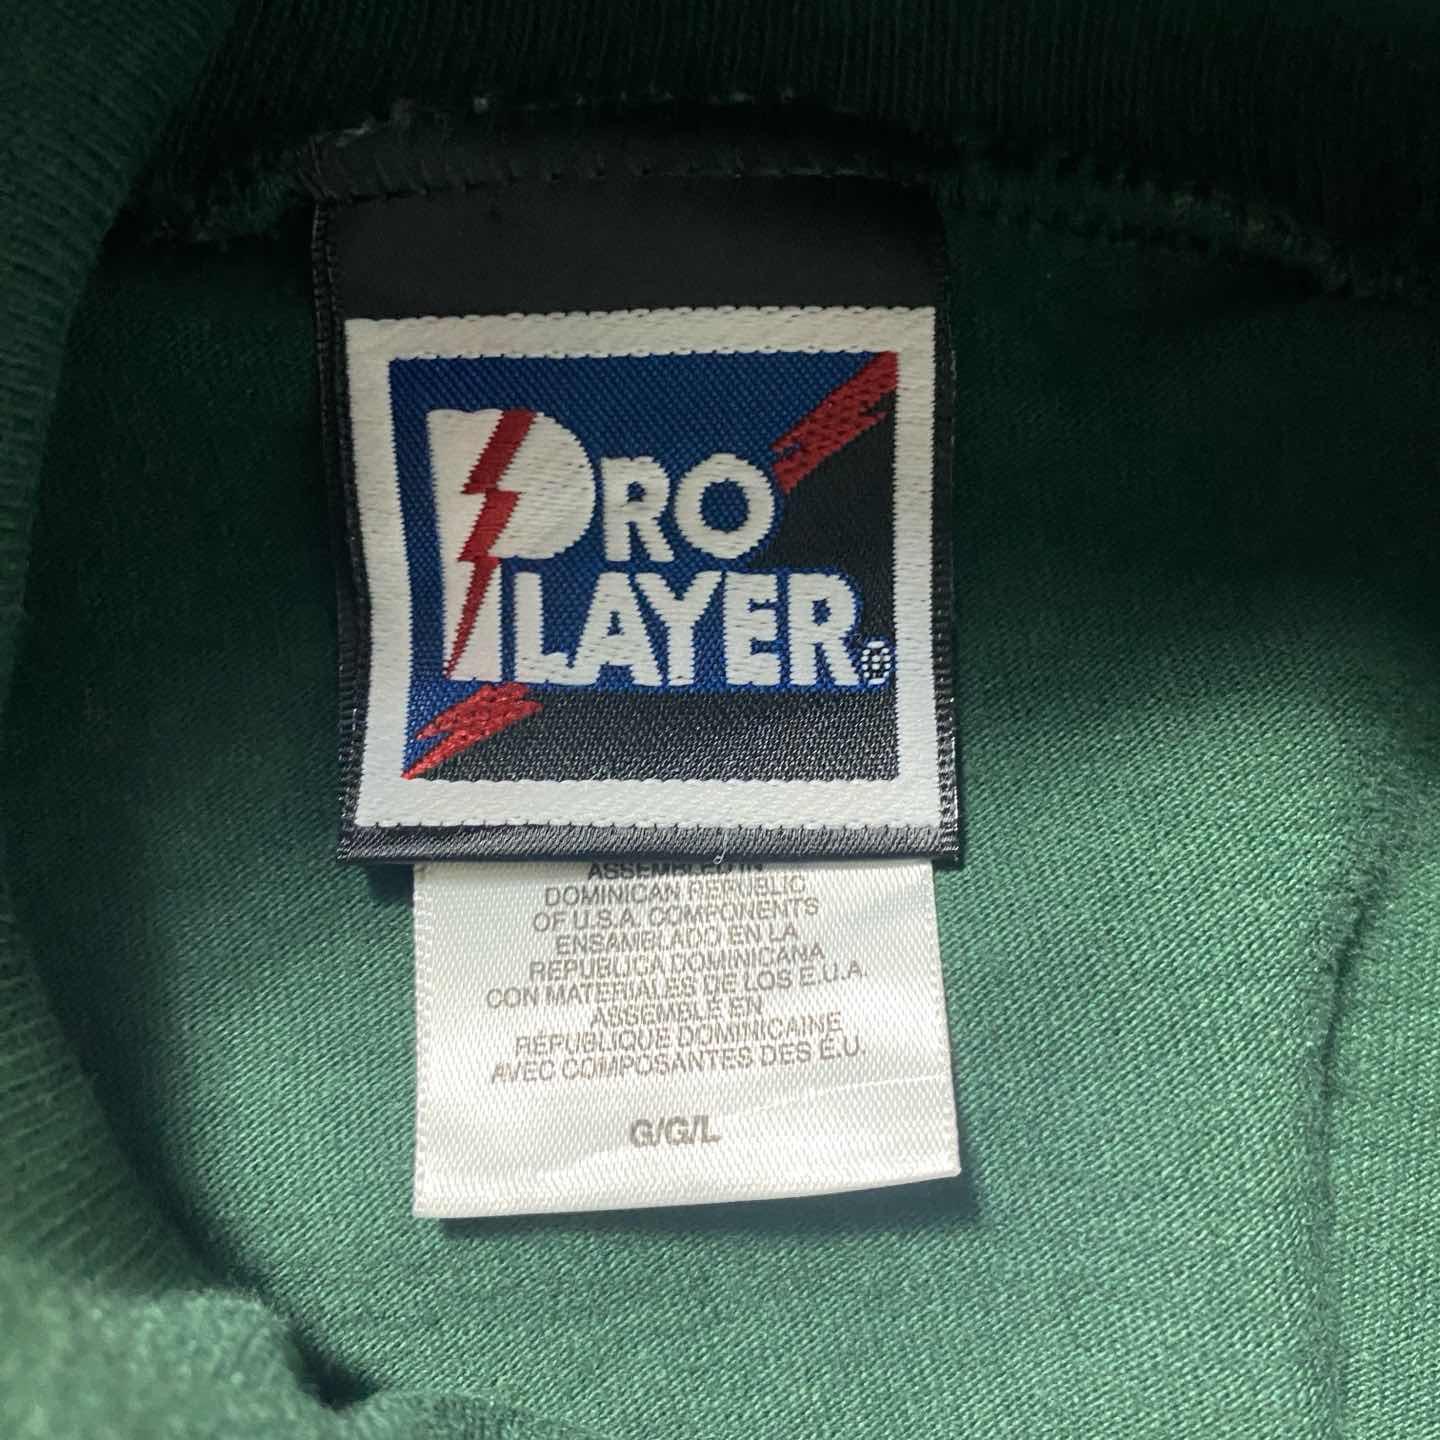 PRO
PLAYER®
ASSEMBLED IN
DOMINICAN REPUBLIC
OF U.S.A. COMPONENTS
ENSAMBLADO EN LA
REPUBLICA DOMINICANA
CON MATERIALES DE LOS E.U.A.
ASSEMBLÉ EN
RÉPUBLIQUE DOMINICAINE
AVEC COMPOSANTES DES É.U.
G/G/L